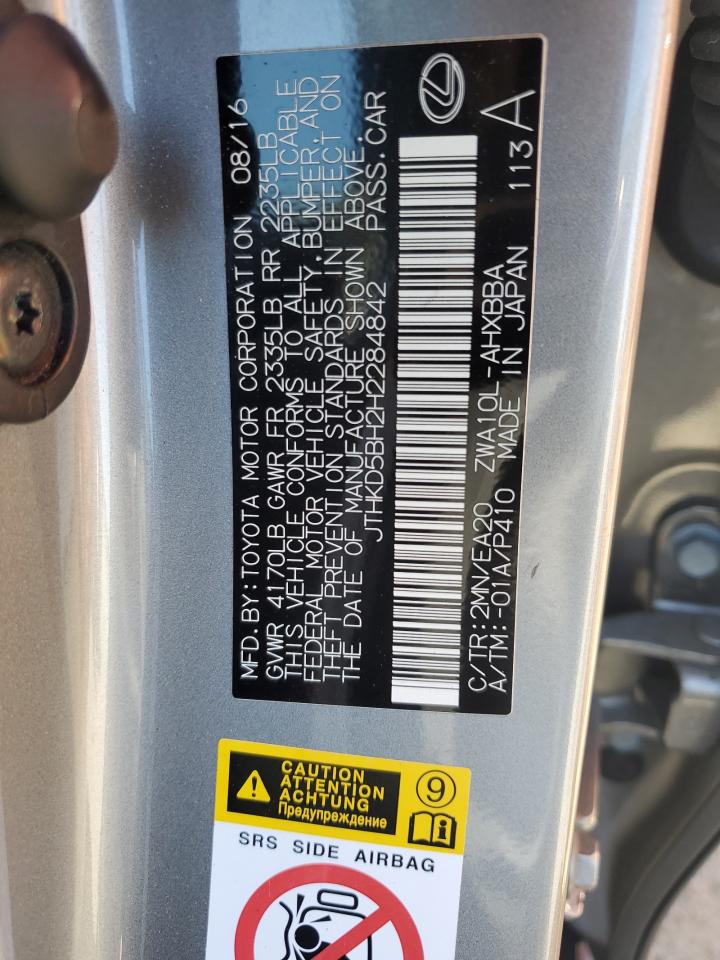 MFD.BY:TOYOTA MOTOR CORPORATION 08/16
GVWR 4170LB GAWR FR 2335LB RR 2235LB
THIS VEHICLE CONFORMS TO ALL APPLICABLE
FEDERAL MOTOR VEHICLE SAFETY,BUMPER,AND
THEFT PREVENTION STANDARDS IN EFFECT ON
THE DATE OF MANUFACTURE SHOWN ABOVE.
JTHKD5BH2H2284842 PASS.CAR
C/TR:2MN/EA20 ZWA10L-AHXBBA
A/TM:-01A/P410 MADE IN JAPAN 113A
CAUTION
ATTENTION
ACHTUNG
Предупреждение
9
SRS SIDE AIRBAG